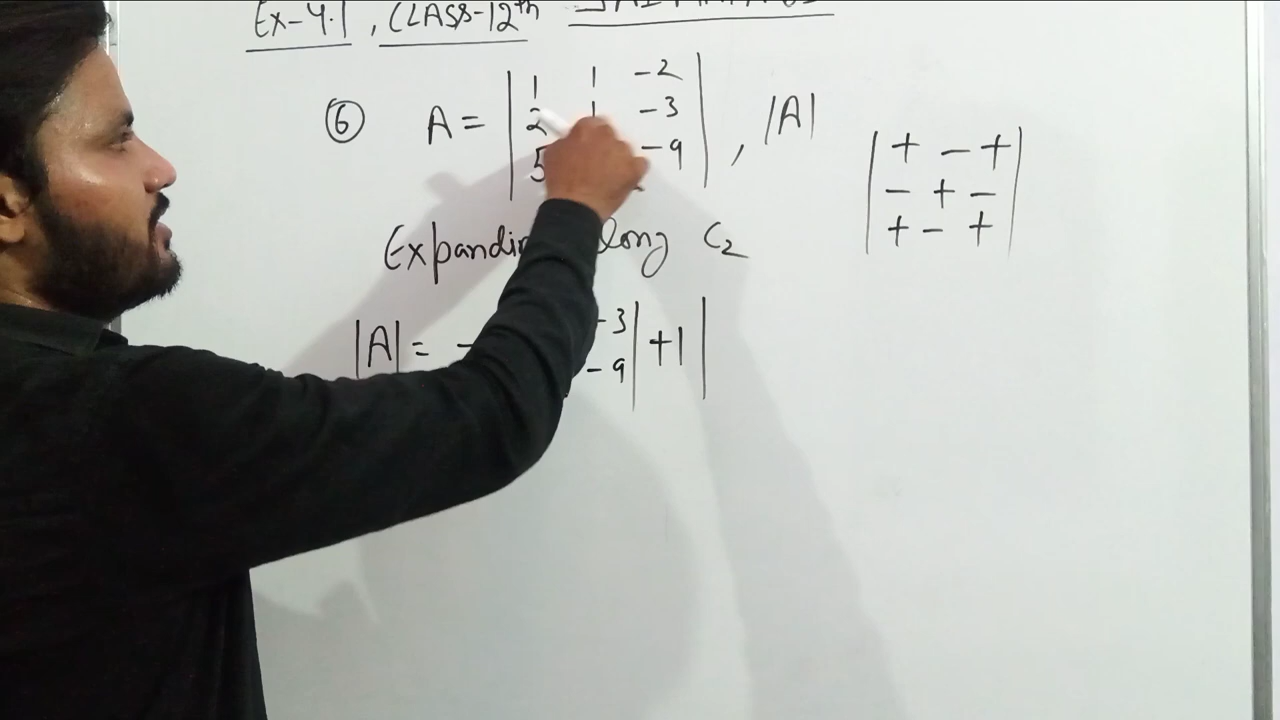 Ex-4.1, CLASS-12th
⑥ A = | 1 1 -2 | , |A|
| 2 1 -3 |
| 5 -9 |
| + - + |
| - + - |
| + - + |
Expanding along C₂
|A| = - -3 | +1 |
-9 |